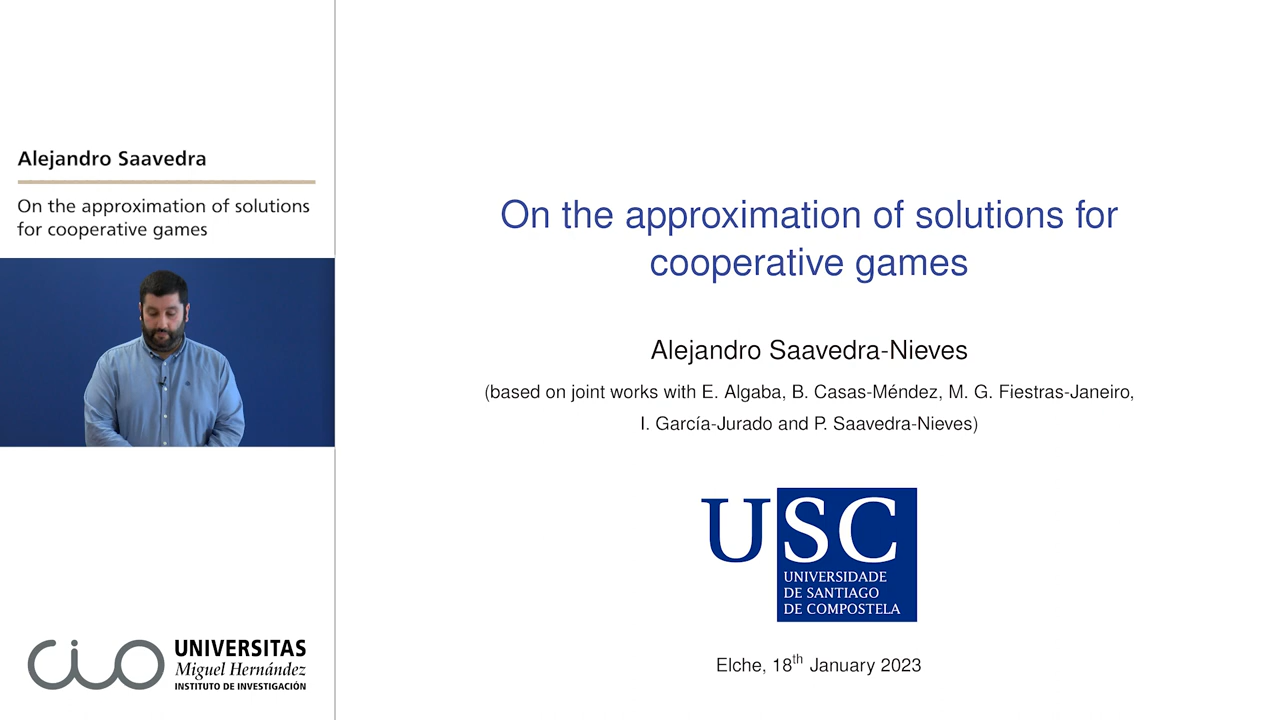 Alejandro Saavedra
On the approximation of solutions
for cooperative games
CIO
UNIVERSITAS
Miguel Hernández
INSTITUTO DE INVESTIGACIÓN
On the approximation of solutions for
cooperative games
Alejandro Saavedra-Nieves
(based on joint works with E. Algaba, B. Casas-Méndez, M. G. Fiestras-Janeiro,
I. García-Jurado and P. Saavedra-Nieves)
USC
UNIVERSIDADE
DE SANTIAGO
DE COMPOSTELA
Elche, 18th January 2023